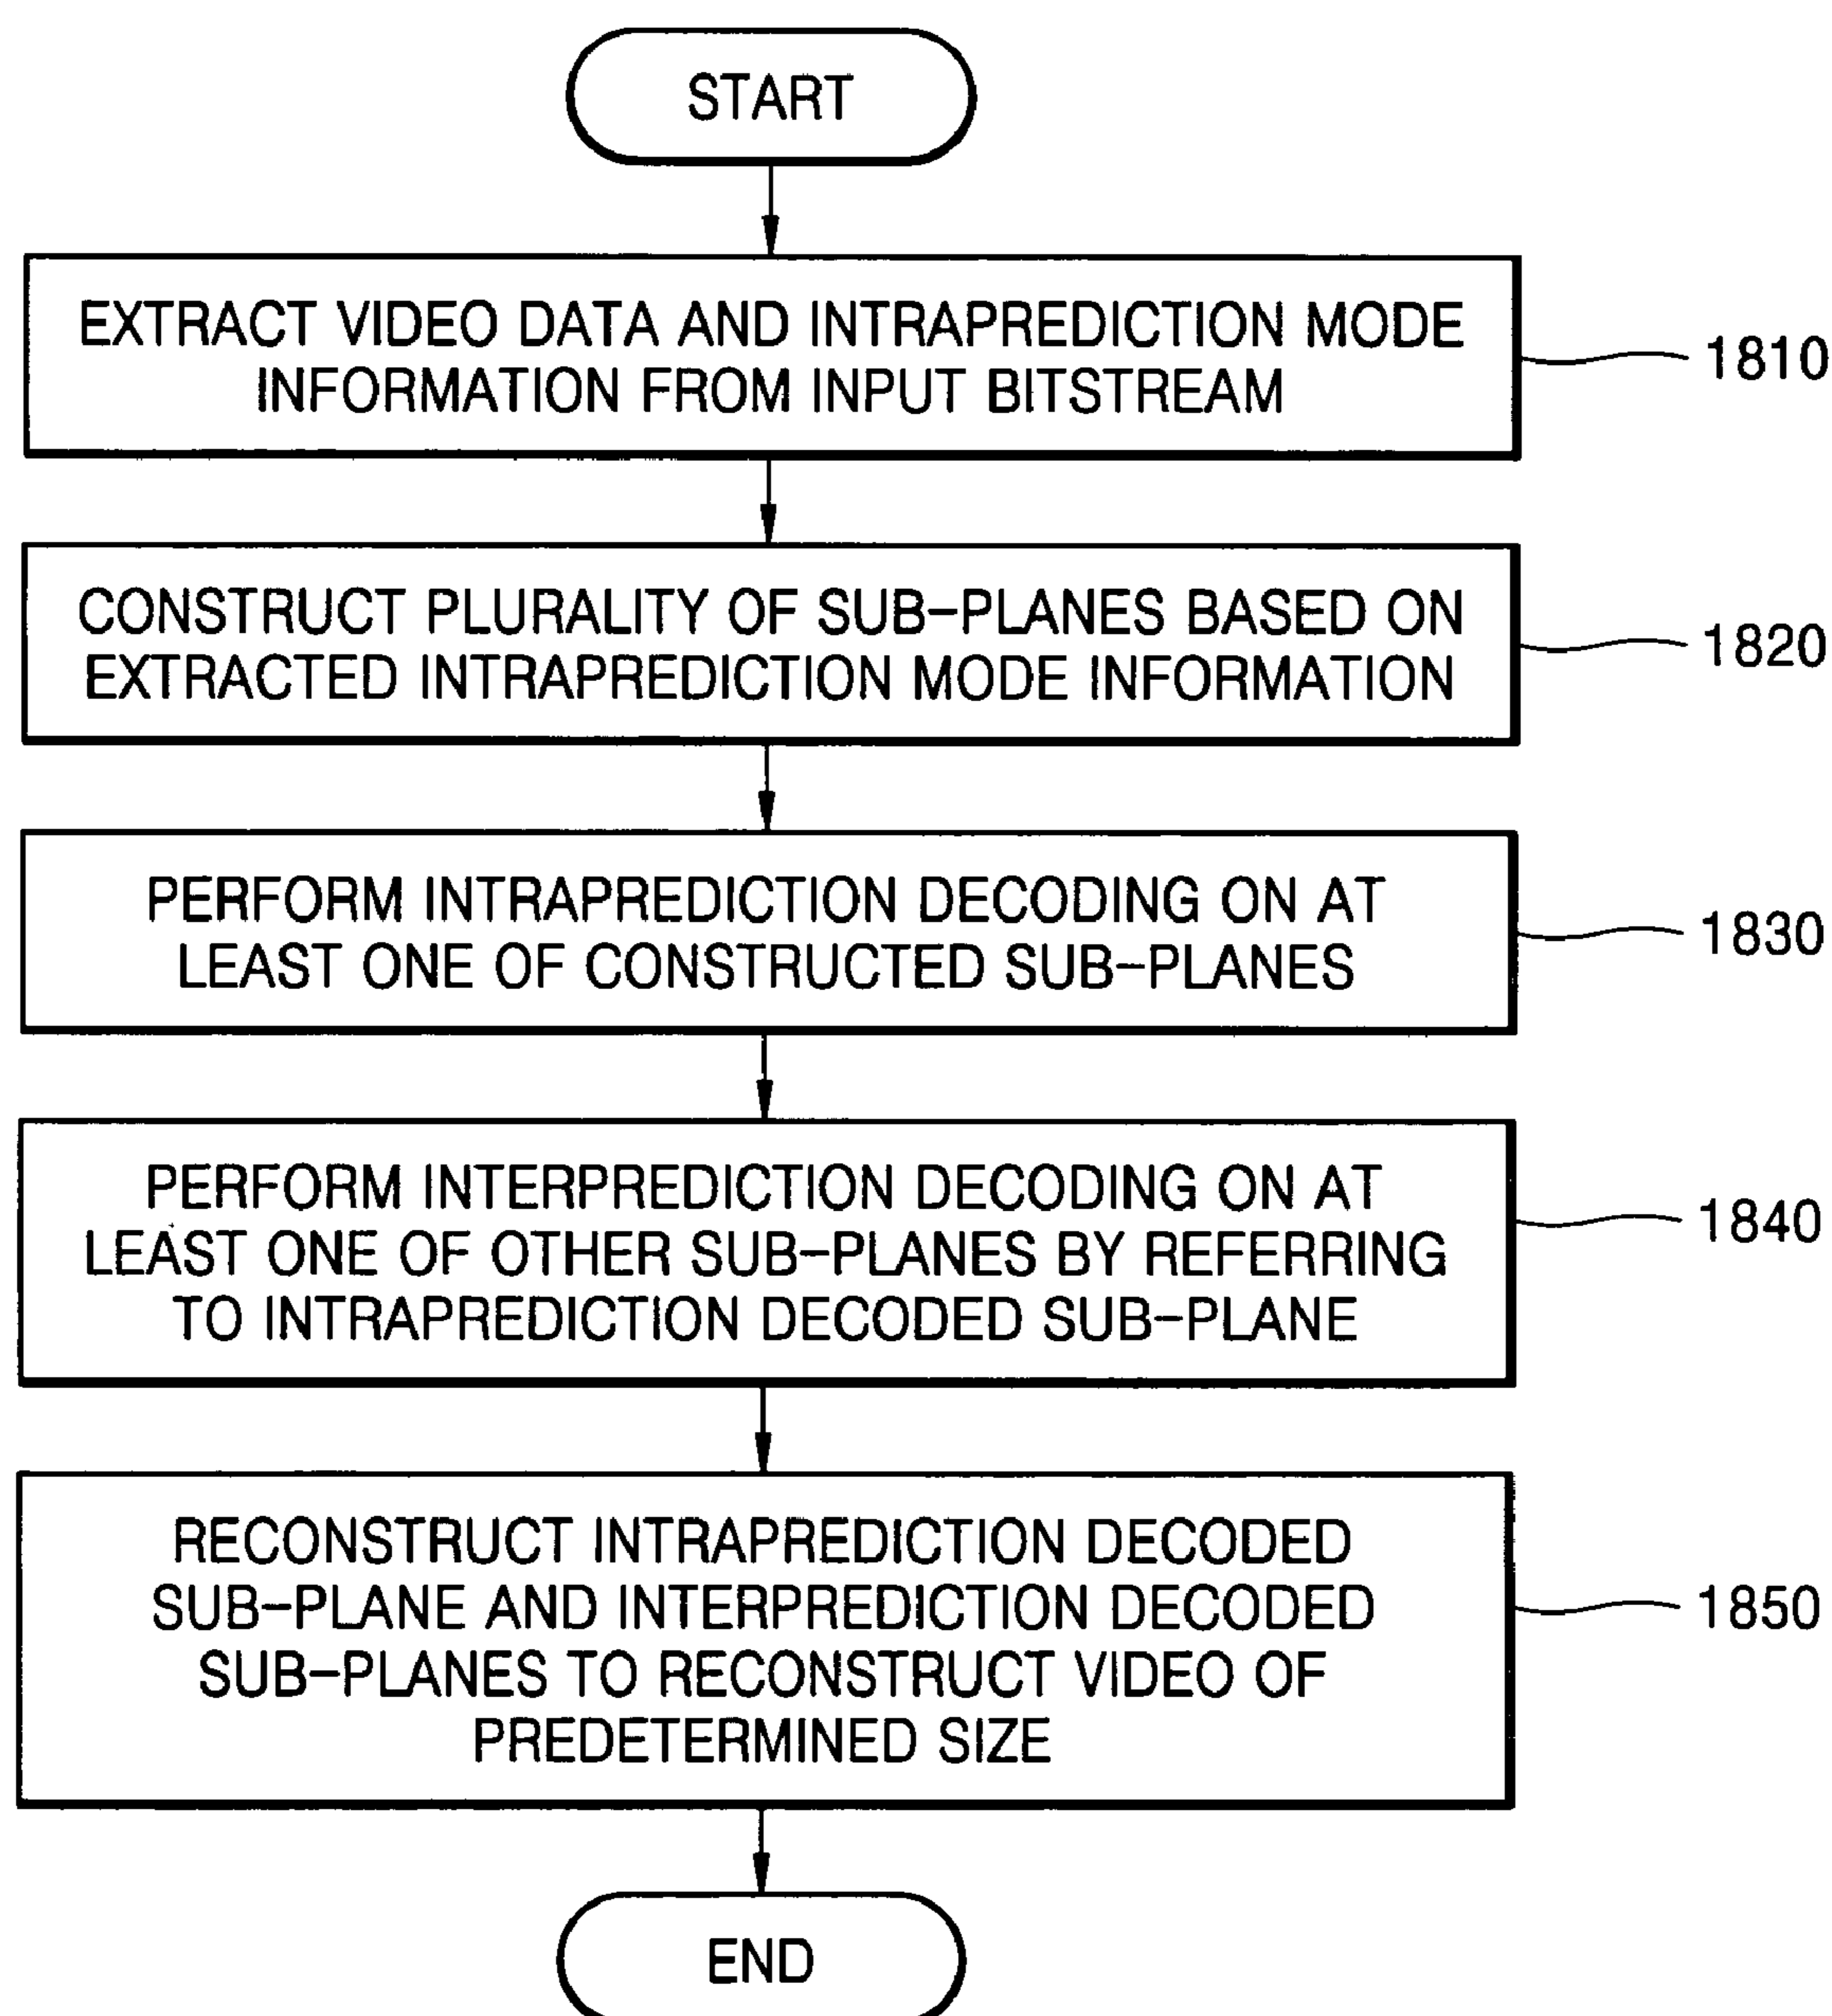 START
EXTRACT VIDEO DATA AND INTRAPREDICTION MODE
INFORMATION FROM INPUT BITSTREAM
1810
CONSTRUCT PLURALITY OF SUB-PLANES BASED ON
EXTRACTED INTRAPREDICTION MODE INFORMATION
1820
PERFORM INTRAPREDICTION DECODING ON AT
LEAST ONE OF CONSTRUCTED SUB-PLANES
1830
PERFORM INTERPREDICTION DECODING ON AT
LEAST ONE OF OTHER SUB-PLANES BY REFERRING
TO INTRAPREDICTION DECODED SUB-PLANE
1840
RECONSTRUCT INTRAPREDICTION DECODED
SUB-PLANE AND INTERPREDICTION DECODED
SUB-PLANES TO RECONSTRUCT VIDEO OF
PREDETERMINED SIZE
1850
END